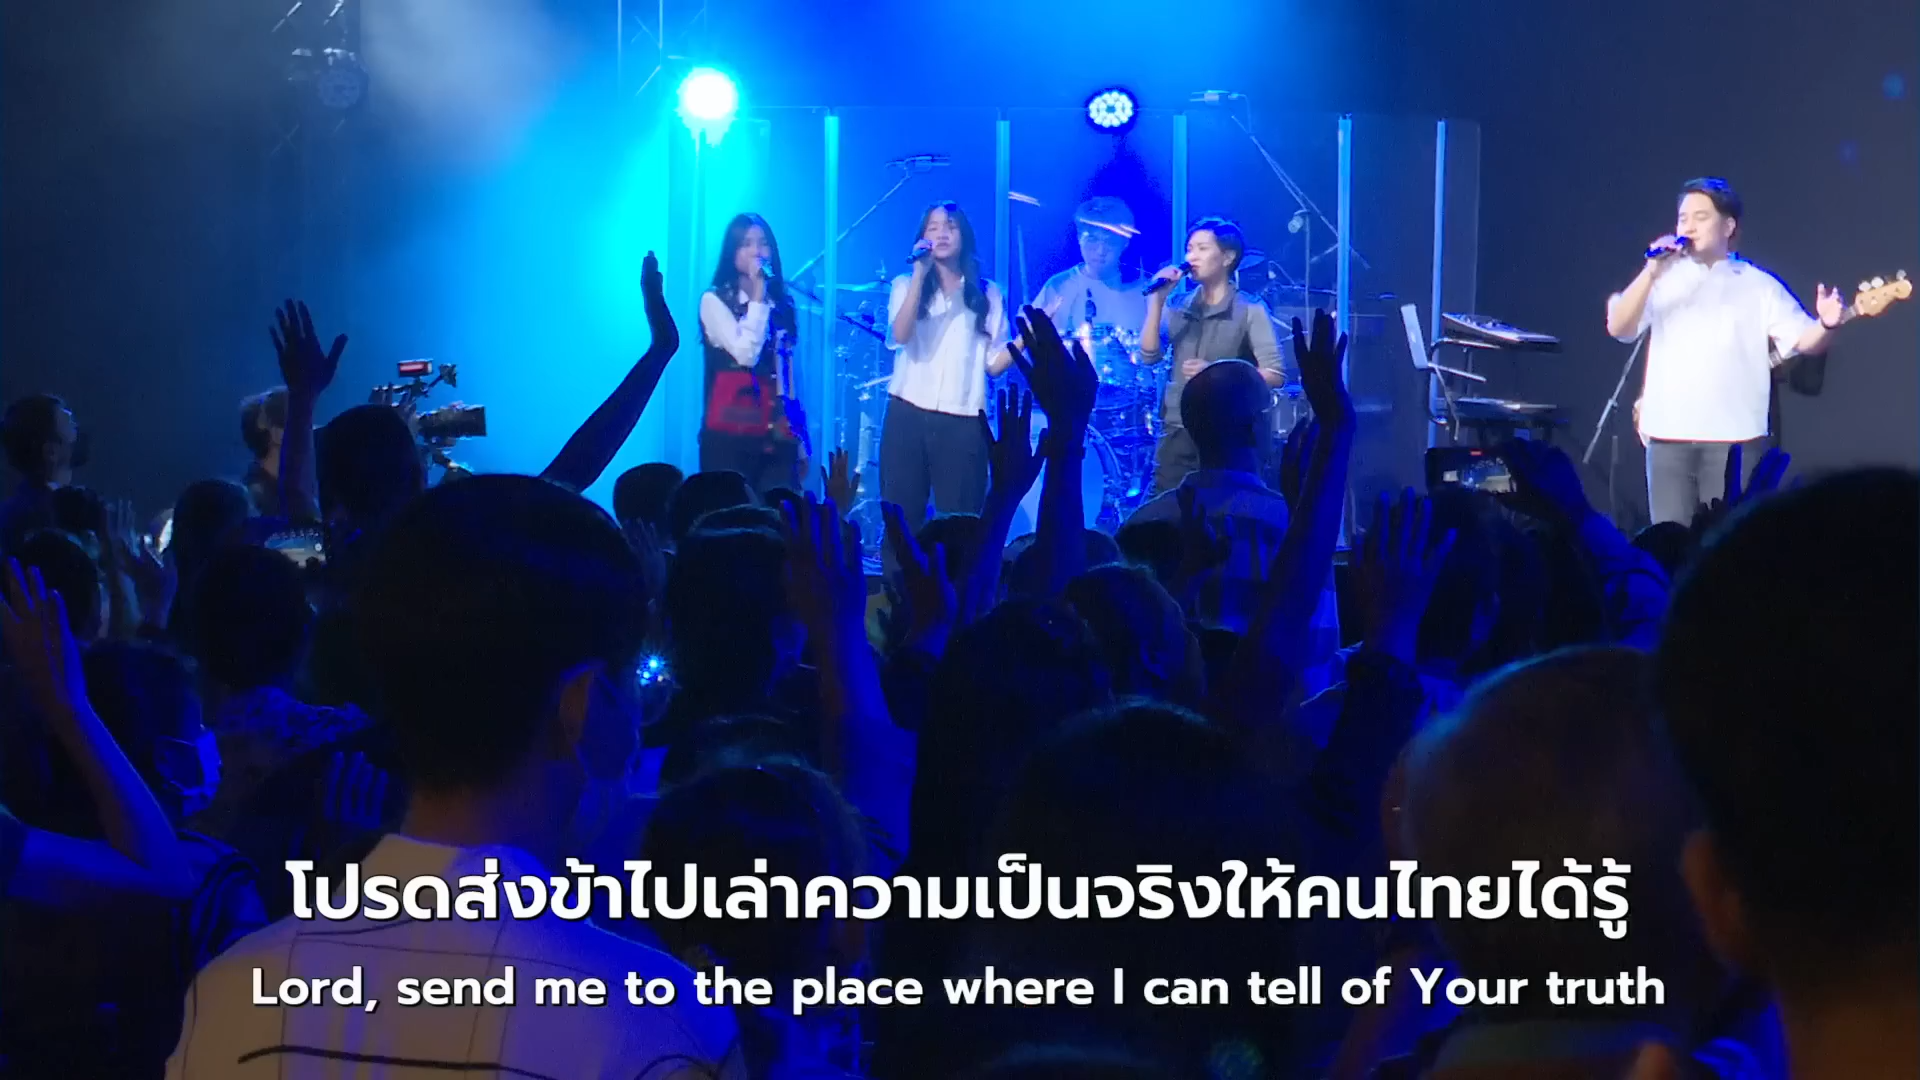 โปรดส่งข้าไปเล่าความเป็นจริงให้คนไทยได้รู้
Lord, send me to the place where I can tell of Your truth